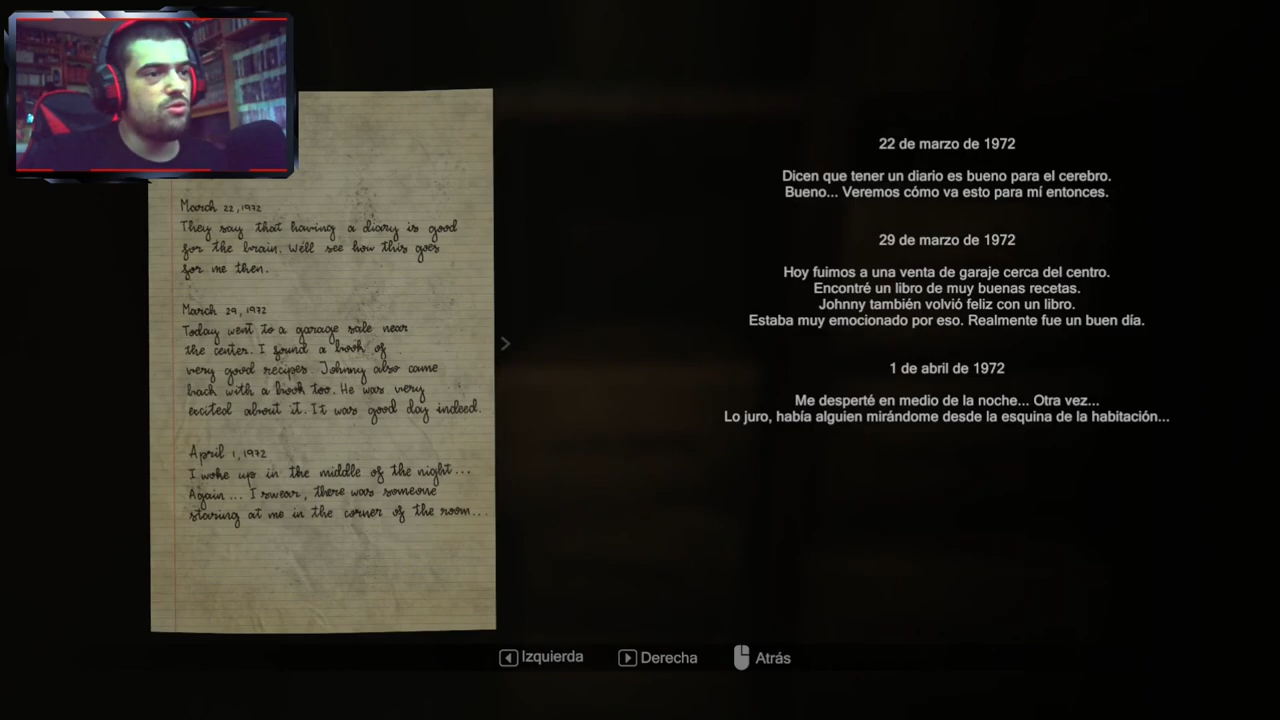 March 22, 1972
They say that having a diary is good
for the brain. We'll see how this goes
for me then.
March 29, 1972
Today went to a garage sale near
the center. I found a book of
very good recipes. Johnny also came
back with a book too. He was very
excited about it. It was good day indeed.
April 1, 1972
I woke up in the middle of the night...
Again... I swear, there was someone
staring at me in the corner of the room...
22 de marzo de 1972
Dicen que tener un diario es bueno para el cerebro.
Bueno... Veremos cómo va esto para mí entonces.
29 de marzo de 1972
Hoy fuimos a una venta de garaje cerca del centro.
Encontré un libro de muy buenas recetas.
Johnny también volvió feliz con un libro.
Estaba muy emocionado por eso. Realmente fue un buen día.
1 de abril de 1972
Me desperté en medio de la noche... Otra vez...
Lo juro, había alguien mirándome desde la esquina de la habitación...
Izquierda
Derecha
Atrás